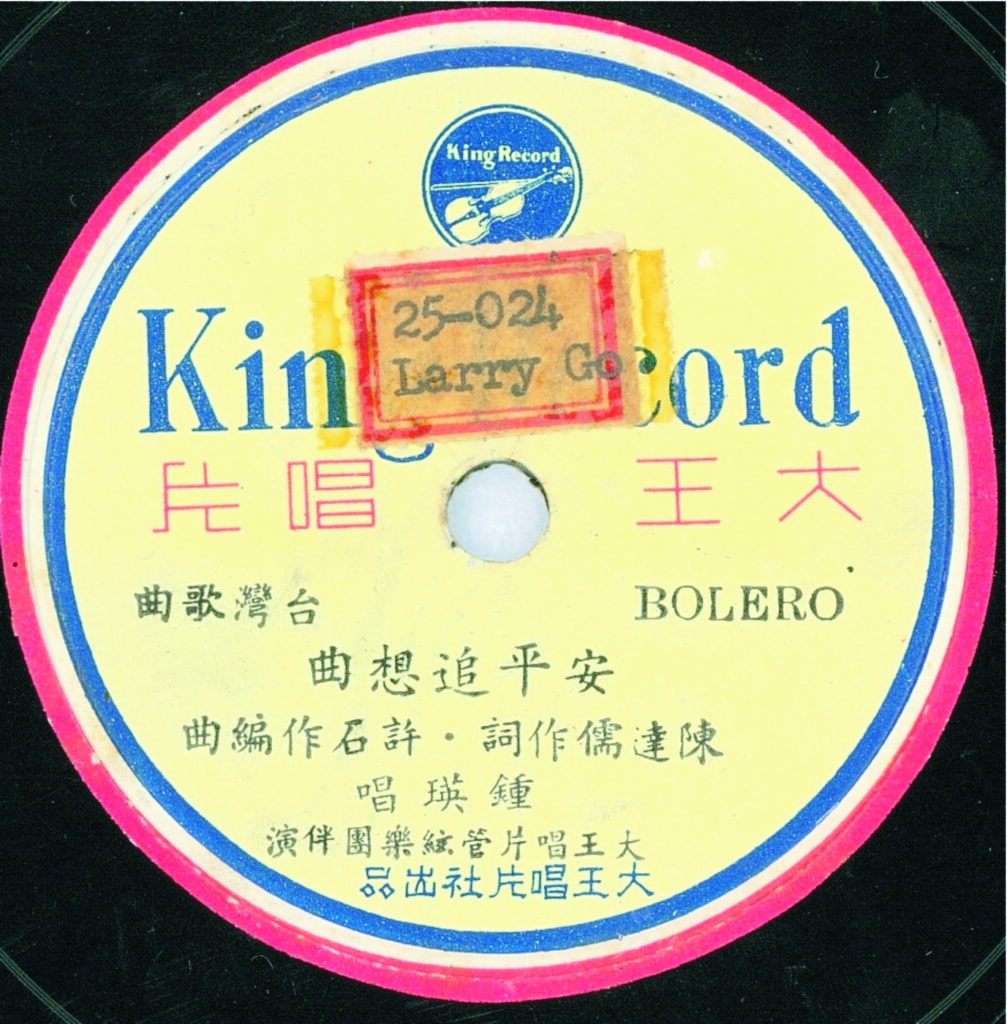 King Record
25-024
Larry Go
King Record
大王唱片
BOLERO 台灣歌曲
安平追想曲
陳達儒作詞・許石作編曲
鍾瑛唱
大王唱片管絃樂團伴演
大王唱片社出品